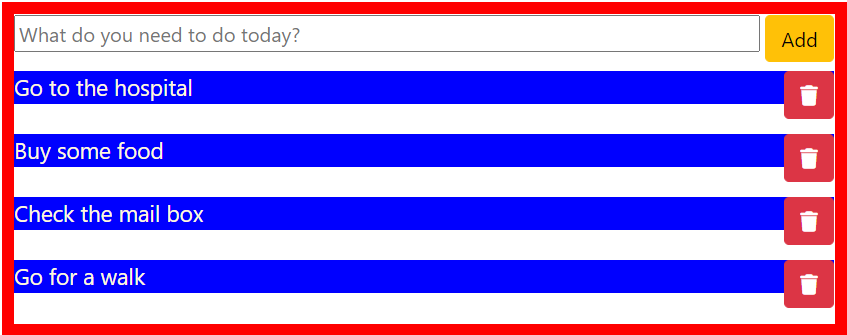 What do you need to do today?
Add
Go to the hospital
Buy some food
Check the mail box
Go for a walk